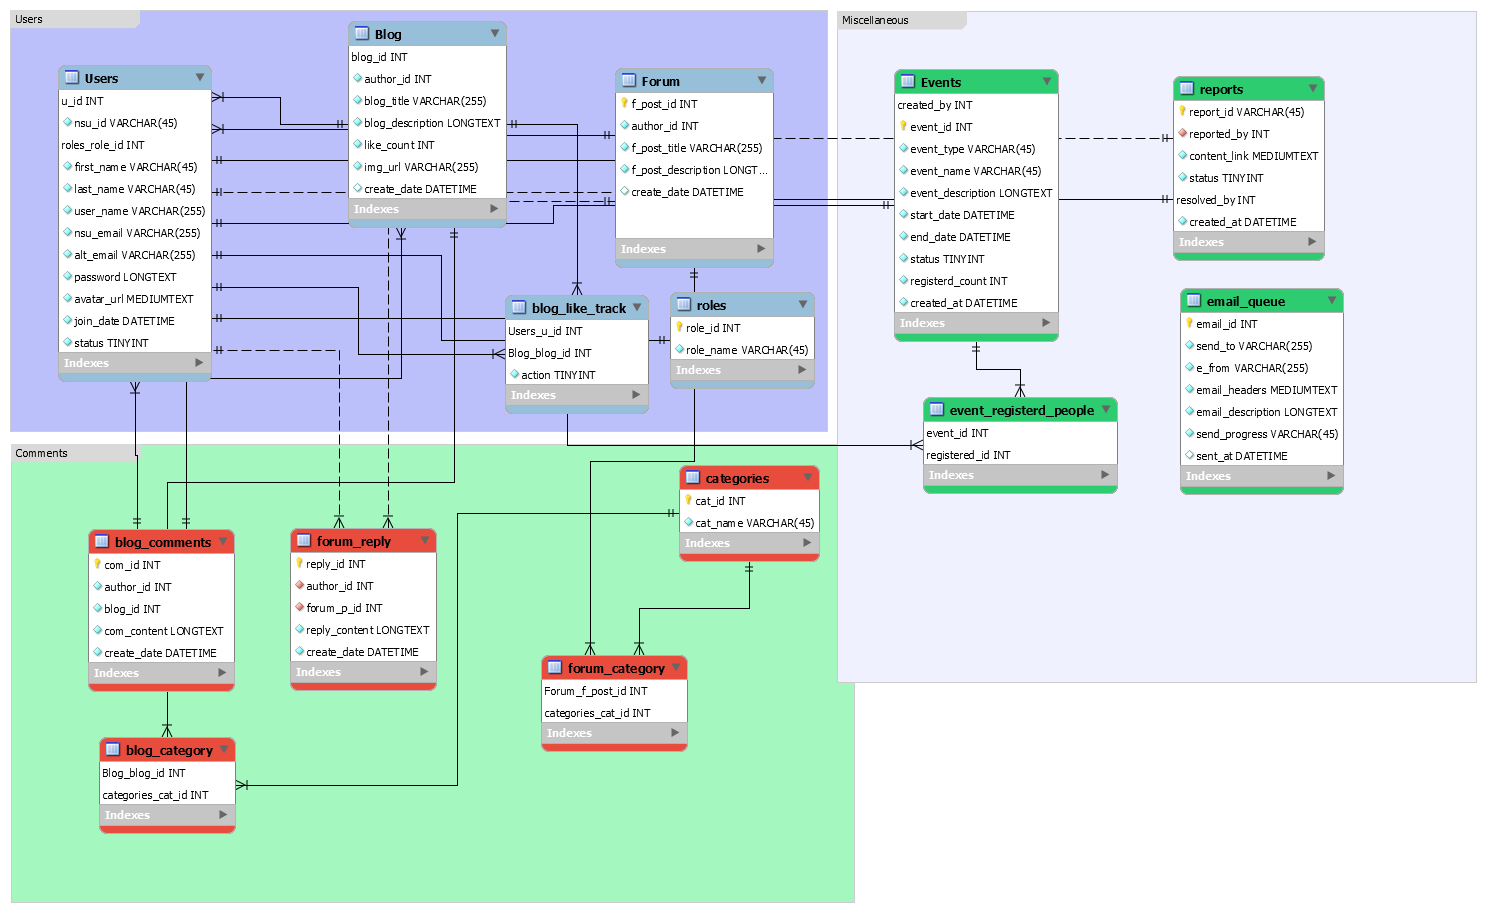 Users
Blog
blog_id INT
author_id INT
blog_title VARCHAR(255)
blog_description LONGTEXT
like_count INT
img_url VARCHAR(255)
create_date DATETIME
Indexes
Users
u_id INT
nsu_id VARCHAR(45)
roles_role_id INT
first_name VARCHAR(45)
last_name VARCHAR(45)
user_name VARCHAR(255)
nsu_email VARCHAR(255)
alt_email VARCHAR(255)
password LONGTEXT
avatar_url MEDIUMTEXT
join_date DATETIME
status TINYINT
Indexes
Forum
f_post_id INT
author_id INT
f_post_title VARCHAR(255)
f_post_description LONGT...
create_date DATETIME
Indexes
blog_like_track
Users_u_id INT
Blog_blog_id INT
action TINYINT
Indexes
roles
role_id INT
role_name VARCHAR(45)
Indexes
Miscellaneous
Events
created_by INT
event_id INT
event_type VARCHAR(45)
event_name VARCHAR(45)
event_description LONGTEXT
start_date DATETIME
end_date DATETIME
status TINYINT
registerd_count INT
created_at DATETIME
Indexes
reports
report_id VARCHAR(45)
reported_by INT
content_link MEDIUMTEXT
status TINYINT
resolved_by INT
created_at DATETIME
Indexes
email_queue
email_id INT
send_to VARCHAR(255)
e_from VARCHAR(255)
email_headers MEDIUMTEXT
email_description LONGTEXT
send_progress VARCHAR(45)
sent_at DATETIME
Indexes
event_registerd_people
event_id INT
registered_id INT
Indexes
Comments
categories
cat_id INT
cat_name VARCHAR(45)
Indexes
blog_comments
com_id INT
author_id INT
blog_id INT
com_content LONGTEXT
create_date DATETIME
Indexes
forum_reply
reply_id INT
author_id INT
forum_p_id INT
reply_content LONGTEXT
create_date DATETIME
Indexes
forum_category
Forum_f_post_id INT
categories_cat_id INT
Indexes
blog_category
Blog_blog_id INT
categories_cat_id INT
Indexes